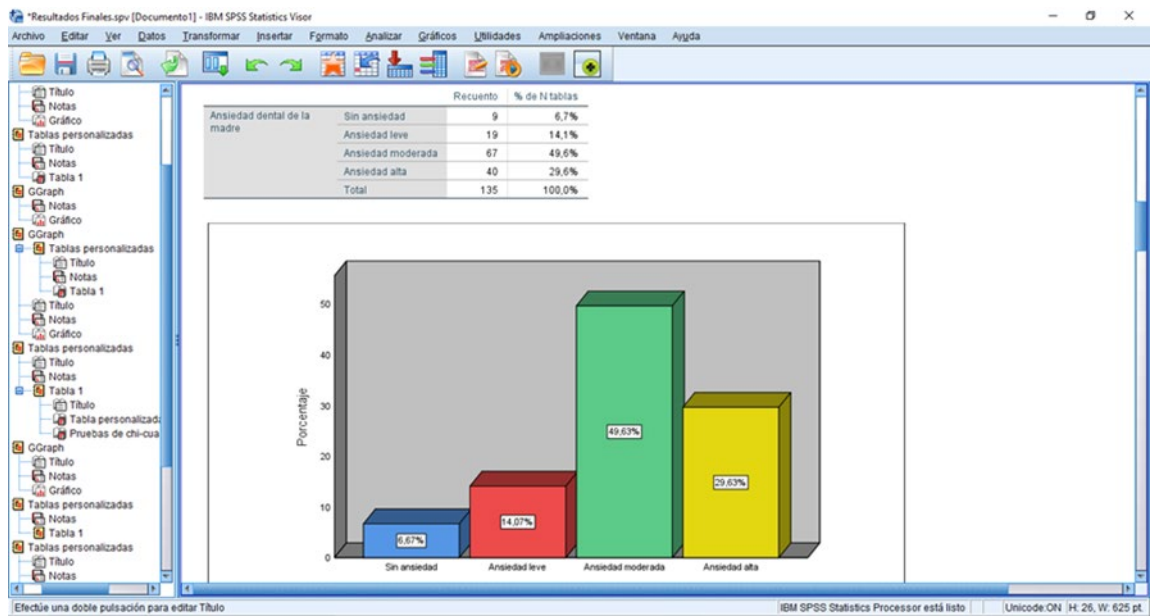 *Resultados Finales.spv [Documento1] - IBM SPSS Statistics Visor
Archivo Editar Ver Datos Transformar Insertar Formato Analizar Gráficos Utilidades Ampliaciones Ventana Ayuda
Título
Notas
Gráfico
Tablas personalizadas
Título
Notas
Tabla 1
GGraph
Notas
Gráfico
GGraph
Tablas personalizadas
Título
Notas
Tabla 1
Título
Notas
Gráfico
Tablas personalizadas
Título
Notas
Tabla 1
Título
Tabla personalizada
Pruebas de chi-cua
GGraph
Título
Notas
Gráfico
Tablas personalizadas
Notas
Tabla 1
Tablas personalizadas
Título
Notas
Recuento % de N tablas
Ansiedad dental de la madre
Sin ansiedad 9 6,7%
Ansiedad leve 19 14,1%
Ansiedad moderada 67 49,6%
Ansiedad alta 40 29,6%
Total 135 100,0%
Porcentaje
50
40
30
20
10
0
6,67%
14,07%
49,63%
29,63%
Sin ansiedad Ansiedad leve Ansiedad moderada Ansiedad alta
Efectúe una doble pulsación para editar Título
IBM SPSS Statistics Processor está listo Unicode:ON H: 26, W: 625 pt.